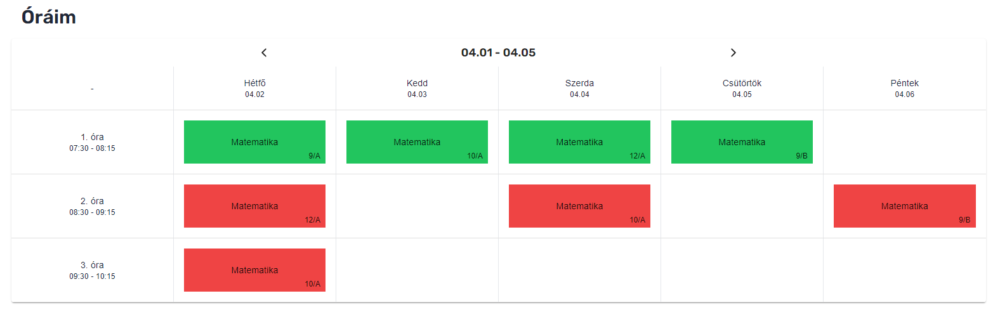 Óráim
04.01 - 04.05
-
Hétfő
04.02
Kedd
04.03
Szerda
04.04
Csütörtök
04.05
Péntek
04.06
1. óra
07:30 - 08:15
Matematika
9/A
Matematika
10/A
Matematika
12/A
Matematika
9/B
2. óra
08:30 - 09:15
Matematika
12/A
Matematika
10/A
Matematika
9/B
3. óra
09:30 - 10:15
Matematika
10/A